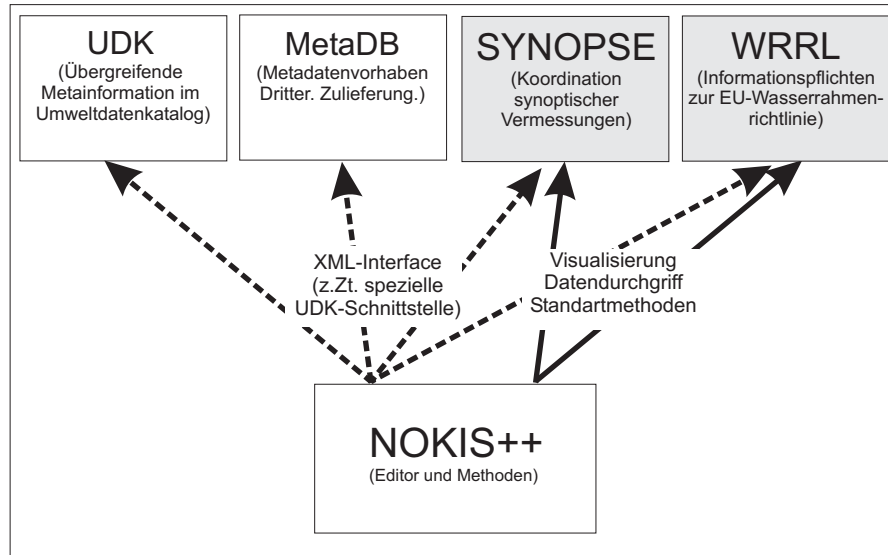 UDK
(Übergreifende
Metainformation im
Umweltdatenkatalog)
MetaDB
(Metadatenvorhaben
Dritter. Zulieferung.)
SYNOPSE
(Koordination
synoptischer
Vermessungen)
WRRL
(Informationspflichten
zur EU-Wasserrahmen-
richtlinie)
XML-Interface
(z.Zt. spezielle
UDK-Schnittstelle)
Visualisierung
Datendurchgriff
Standartmethoden
NOKIS++
(Editor und Methoden)